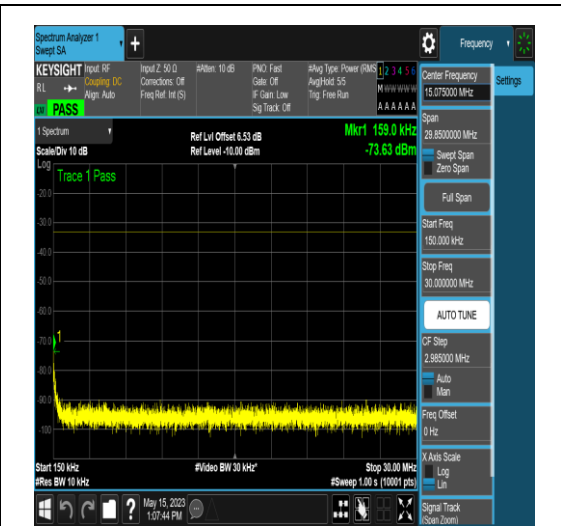 Spectrum Analyzer 1
Swept SA
+
Frequency
KEYSIGHT Input: RF
Coupling: DC
Align: Auto
RL
PASS
Input Z: 50 Ω
Corrections: Off
Freq Ref: Int (S)
#Atten: 10 dB
PNO: Fast
Gate: Off
IF Gain: Low
Sig Track: Off
#Avg Type: Power (RMS
Avg|Hold: 5/5
Trig: Free Run
1 2 3 4 5 6
M W W W W W
A A A A A A
1 Spectrum
Scale/Div 10 dB
Ref Lvl Offset 6.53 dB
Ref Level -10.00 dBm
Mkr1 159.0 kHz
-73.63 dBm
Log
Trace 1 Pass
-20.0
-30.0
-40.0
-50.0
-60.0
-70.0
-80.0
-90.0
-100
1
Start 150 kHz
#Res BW 10 kHz
#Video BW 30 kHz*
Stop 30.00 MHz
#Sweep 1.00 s (10001 pts)
?
May 15, 2023
1:07:44 PM
Center Frequency
15.075000 MHz
Settings
Span
29.8500000 MHz
Swept Span
Zero Span
Full Span
Start Freq
150.000 kHz
Stop Freq
30.000000 MHz
AUTO TUNE
CF Step
2.985000 MHz
Auto
Man
Freq Offset
0 Hz
X Axis Scale
Log
Lin
Signal Track
(Span Zoom)